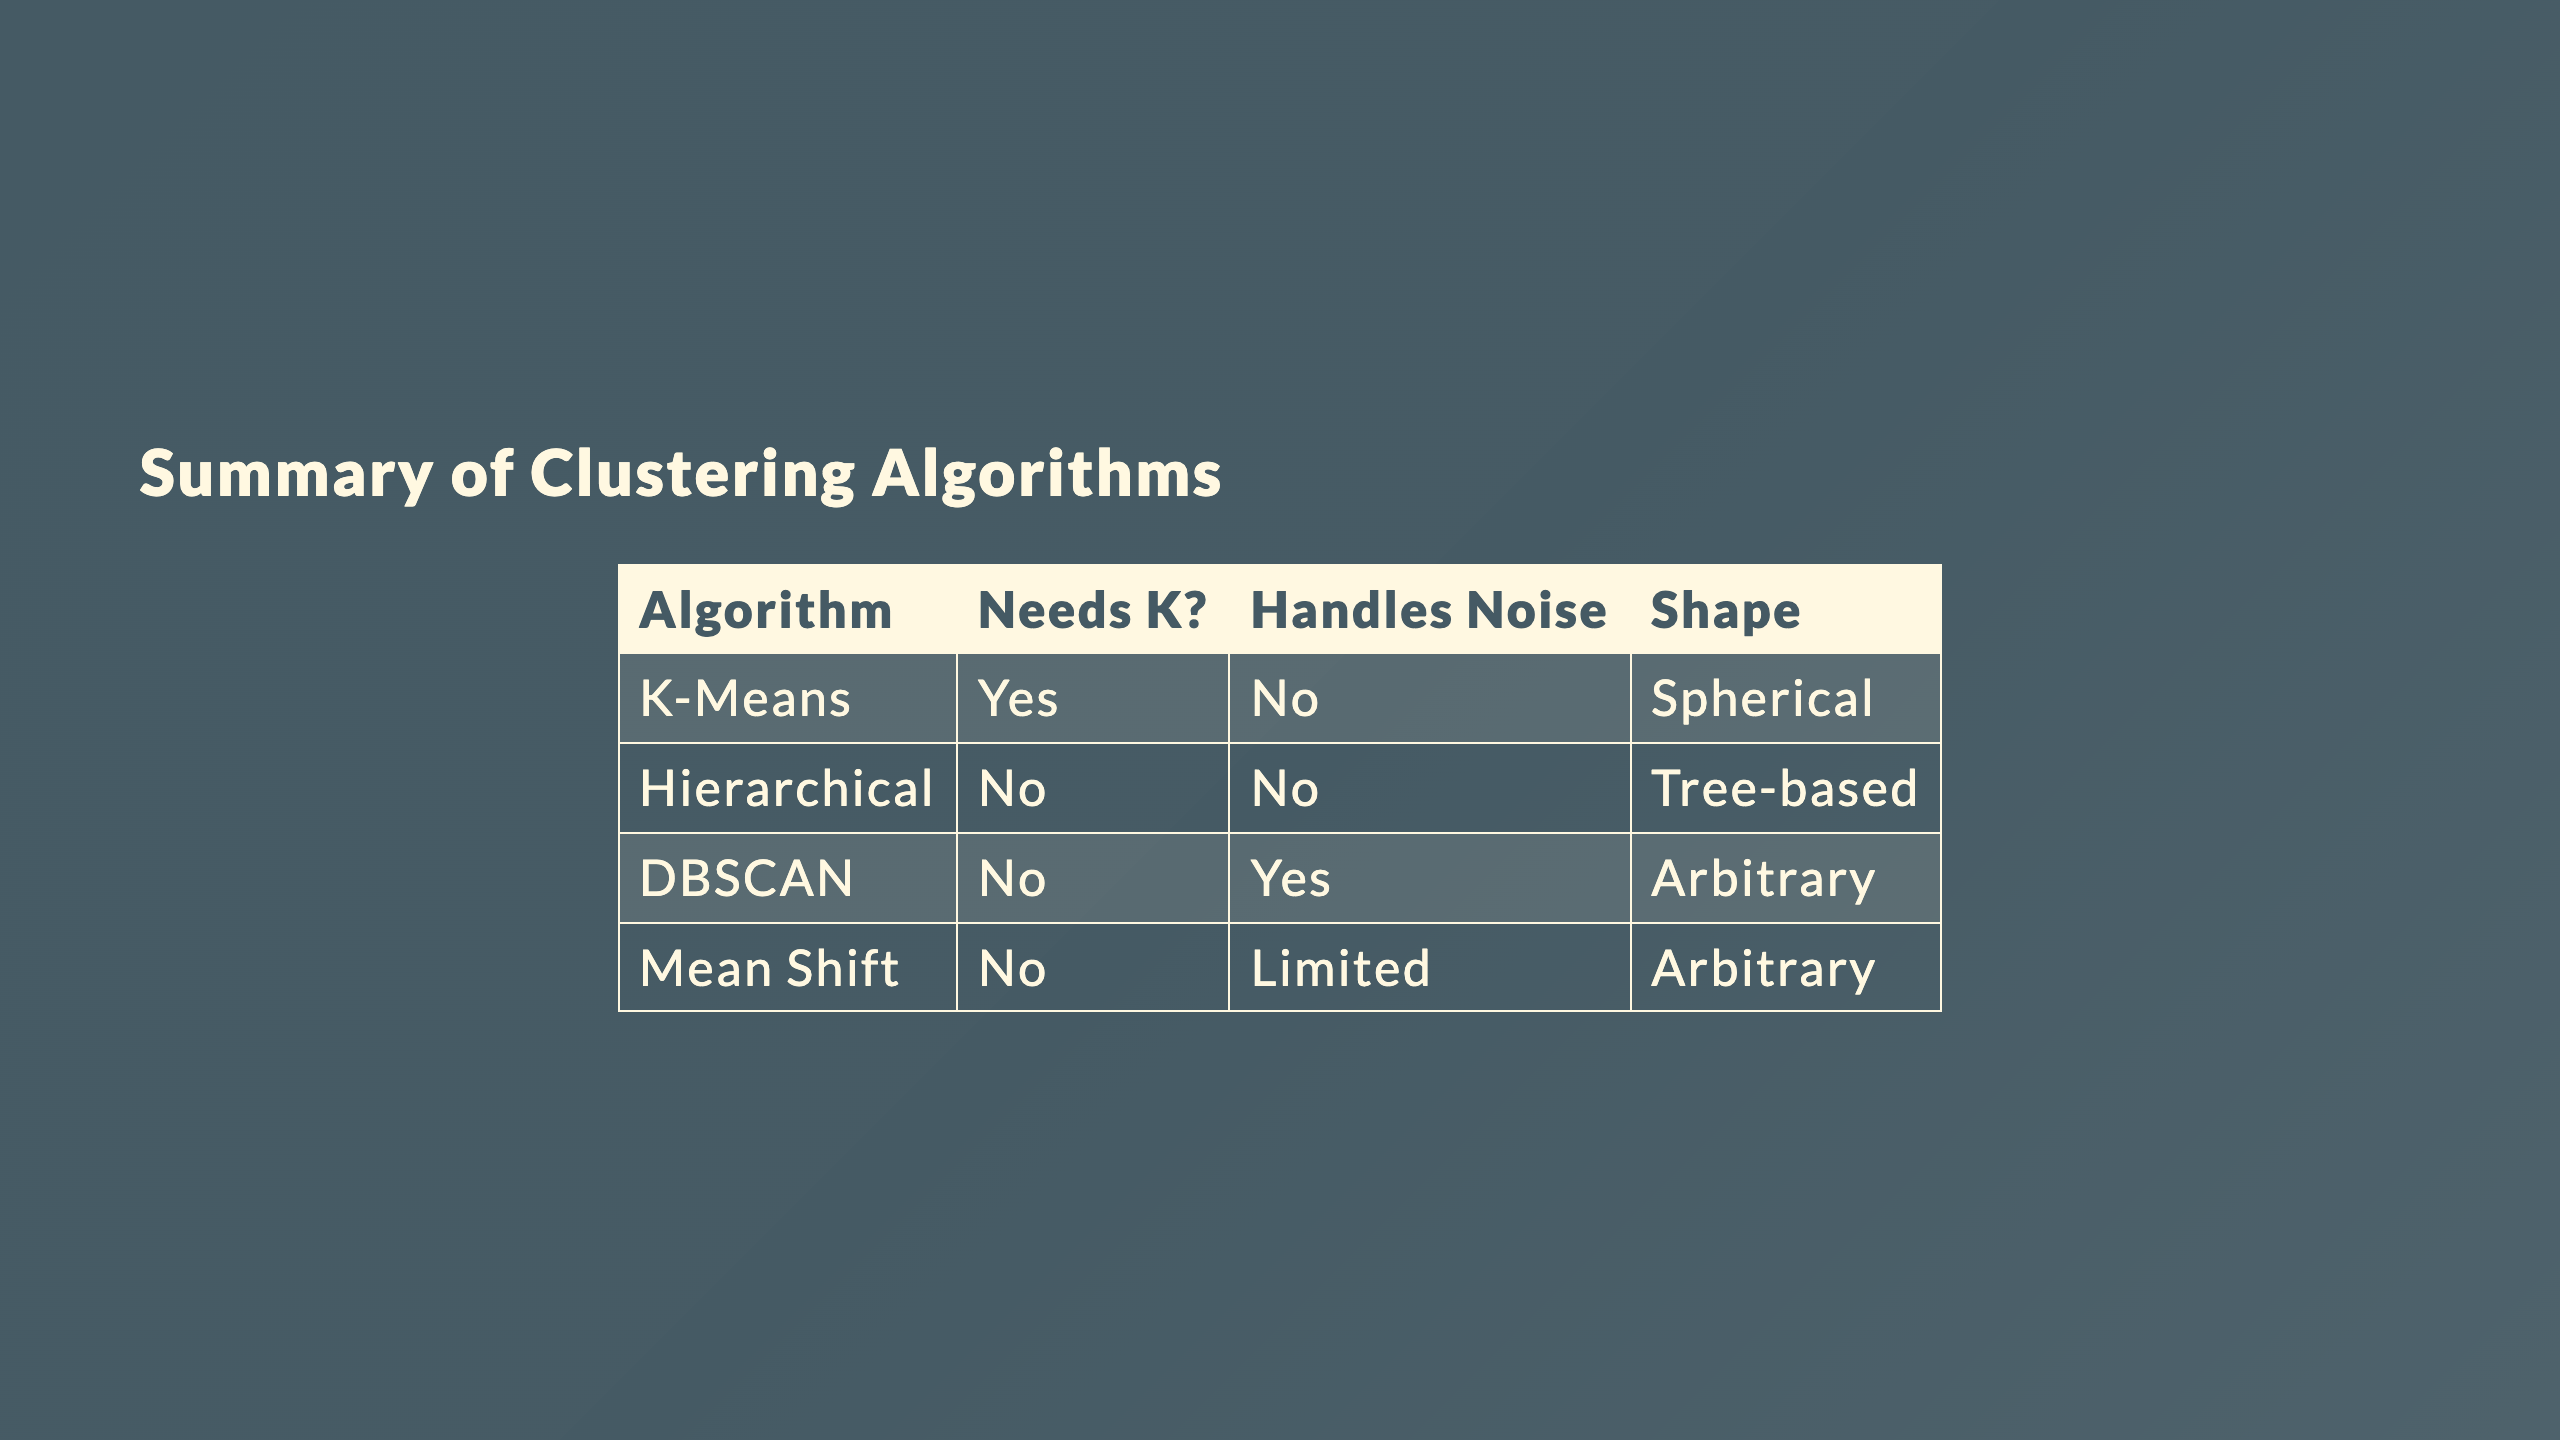 Summary of Clustering Algorithms
Algorithm Needs K? Handles Noise Shape
K-Means Yes No Spherical
Hierarchical No No Tree-based
DBSCAN No Yes Arbitrary
Mean Shift No Limited Arbitrary